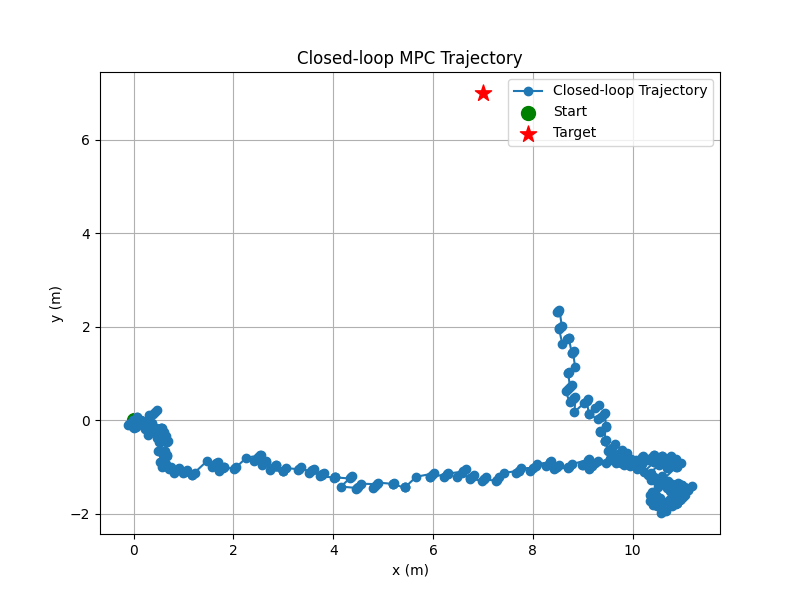 Closed-loop MPC Trajectory
Closed-loop Trajectory
Start
Target
6
4
2
0
−2
y (m)
0 2 4 6 8 10
x (m)